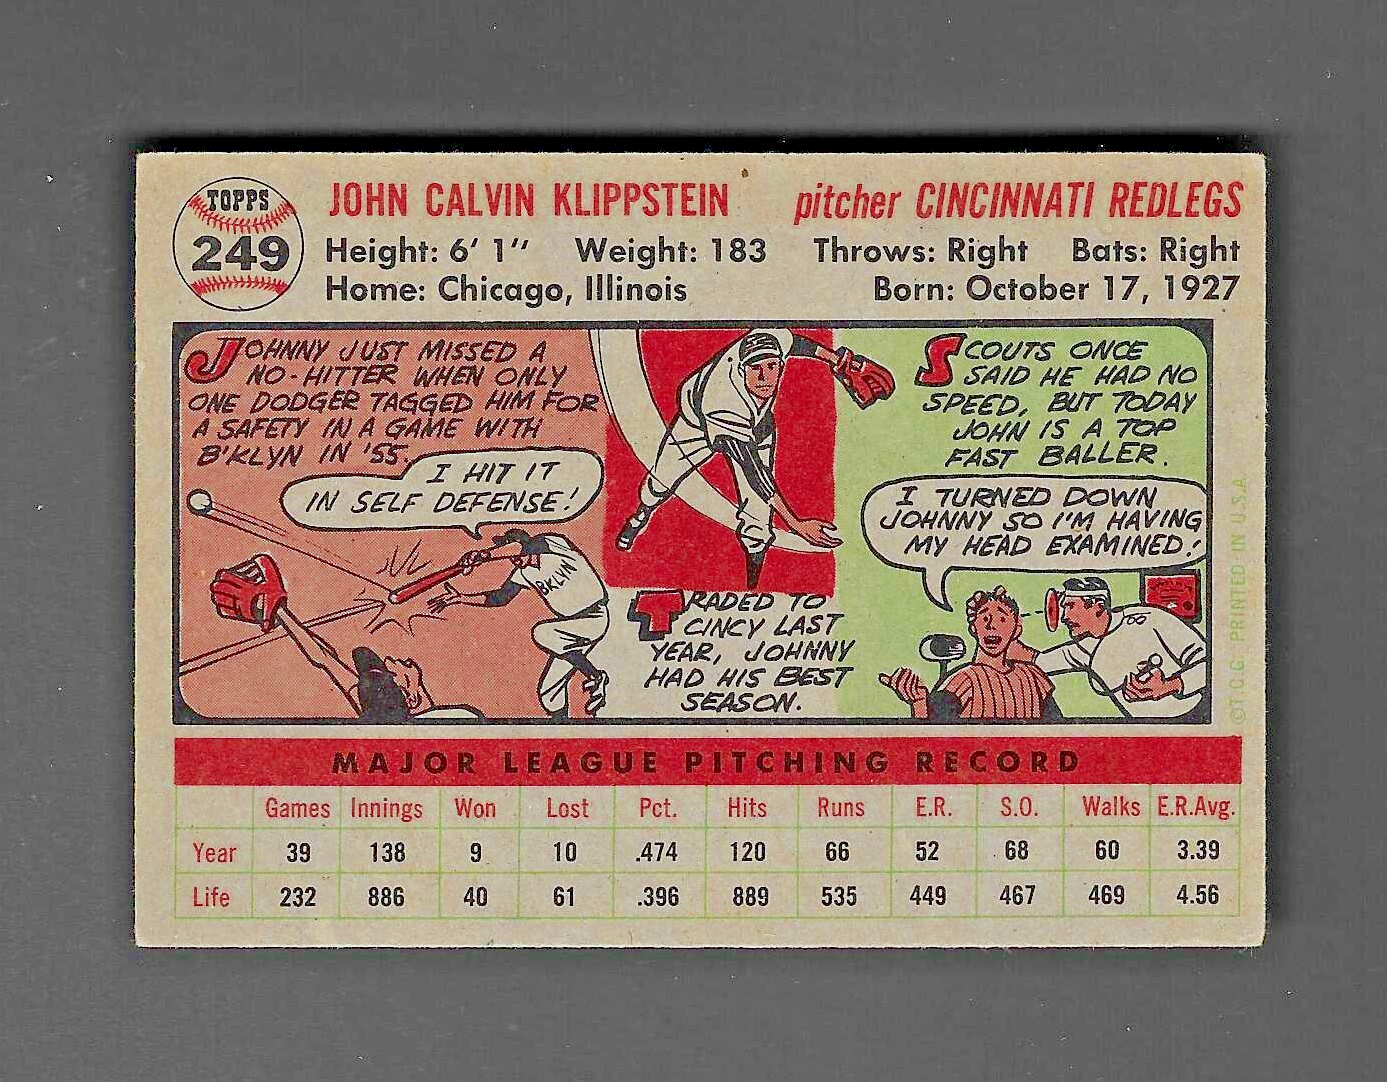 TOPPS
249
JOHN CALVIN KLIPPSTEIN pitcher CINCINNATI REDLEGS
Height: 6' 1" Weight: 183 Throws: Right Bats: Right
Home: Chicago, Illinois Born: October 17, 1927
JOHNNY JUST MISSED A
NO-HITTER WHEN ONLY
ONE DODGER TAGGED HIM FOR
A SAFETY IN A GAME WITH
B'KLYN IN '55.
I HIT IT
IN SELF DEFENSE!
BKLYN
TRADED TO
CINCY LAST
YEAR, JOHNNY
HAD HIS BEST
SEASON.
SCOUTS ONCE
SAID HE HAD NO
SPEED, BUT TODAY
JOHN IS A TOP
FAST BALLER.
I TURNED DOWN
JOHNNY SO I'M HAVING
MY HEAD EXAMINED!
© T.C.G. PRINTED IN U.S.A.
MAJOR LEAGUE PITCHING RECORD
Games Innings Won Lost Pct. Hits Runs E.R. S.O. Walks E.R.Avg.
Year 39 138 9 10 .474 120 66 52 68 60 3.39
Life 232 886 40 61 .396 889 535 449 467 469 4.56